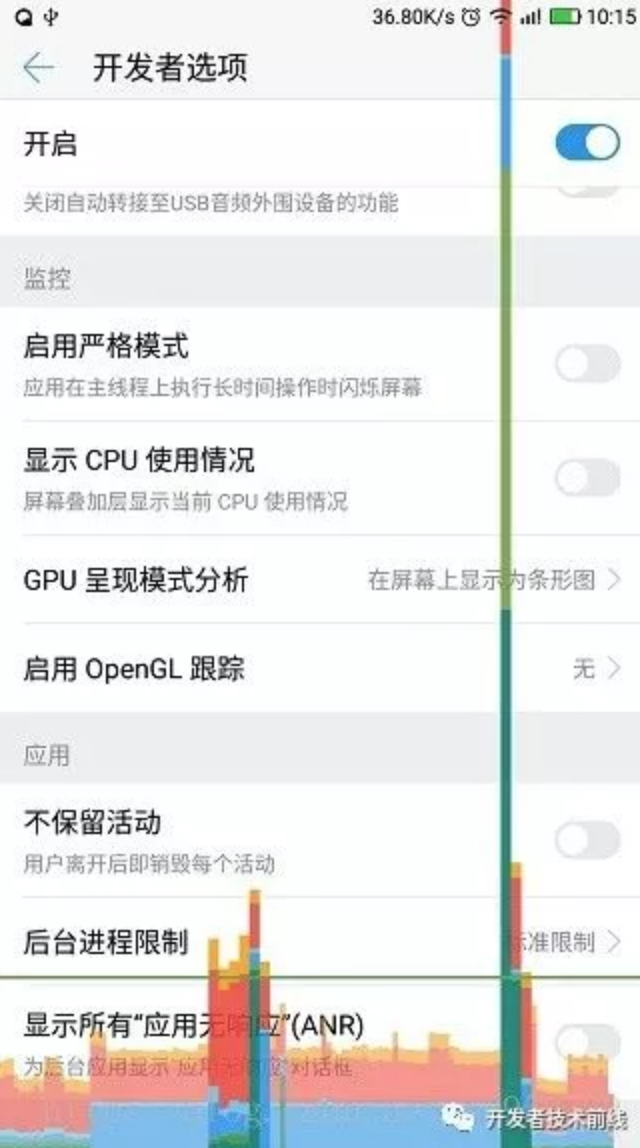 36.80K/s 10:15
开发者选项
开启
关闭自动转接至USB音频外围设备的功能
监控
启用严格模式
应用在主线程上执行长时间操作时闪烁屏幕
显示 CPU 使用情况
屏幕叠加层显示当前 CPU 使用情况
GPU 呈现模式分析 在屏幕上显示为条形图
启用 OpenGL 跟踪 无
应用
不保留活动
用户离开后即销毁每个活动
后台进程限制 标准限制
显示所有“应用无响应”(ANR)
为后台应用显示“应用无响应”对话框
开发者技术前线